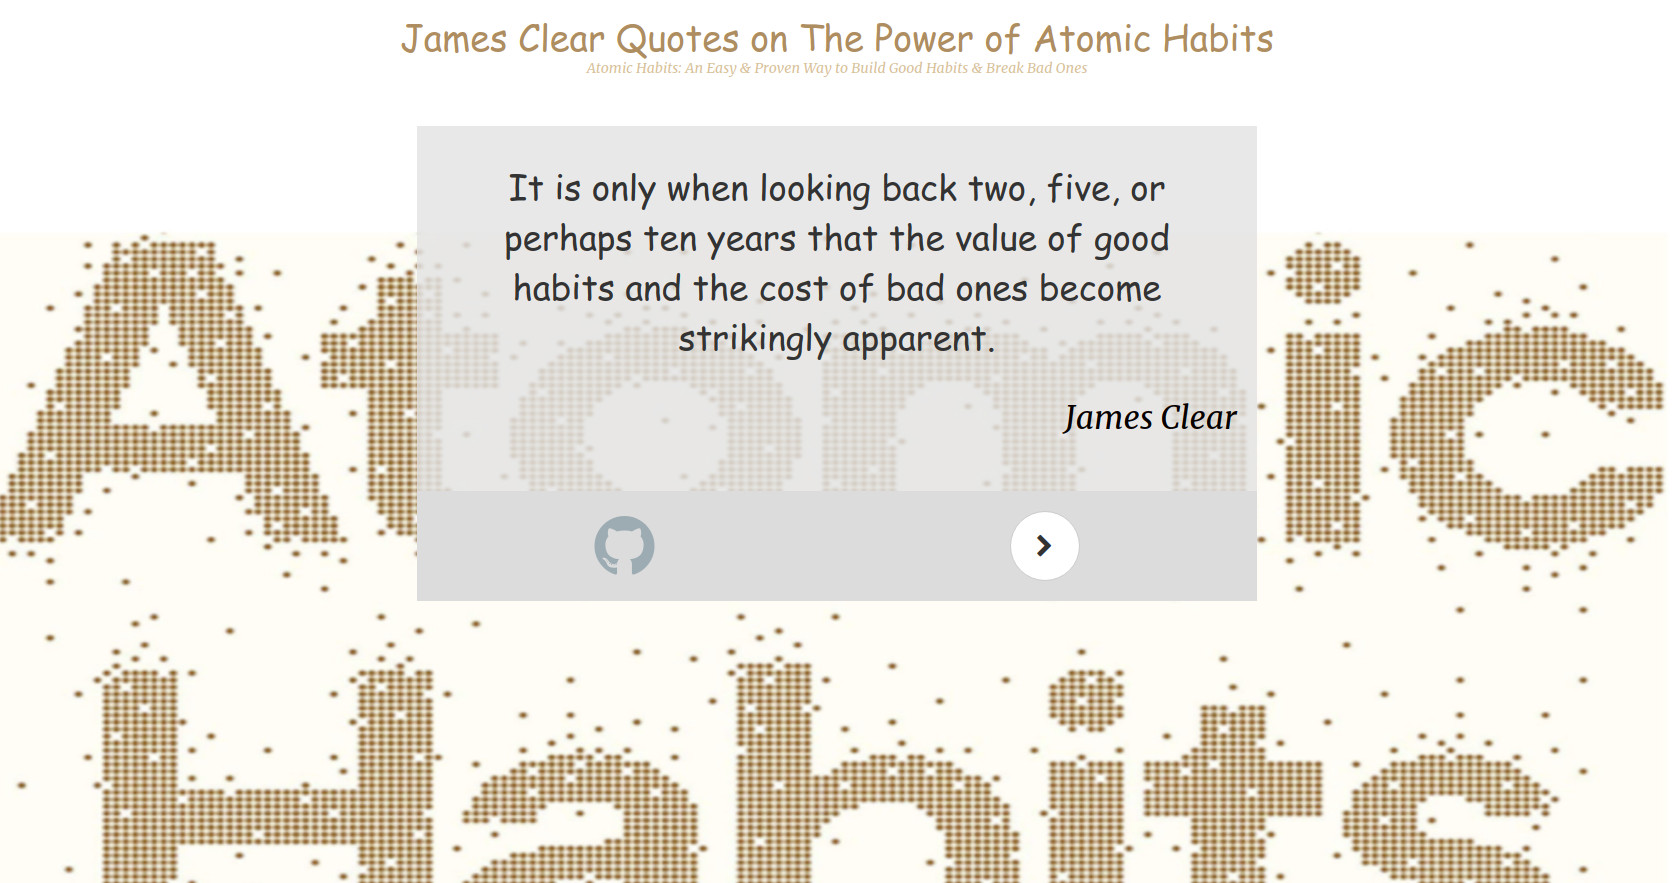 James Clear Quotes on The Power of Atomic Habits
Atomic Habits: An Easy & Proven Way to Build Good Habits & Break Bad Ones
It is only when looking back two, five, or
perhaps ten years that the value of good
habits and the cost of bad ones become
strikingly apparent.
James Clear
Atomic
Habits